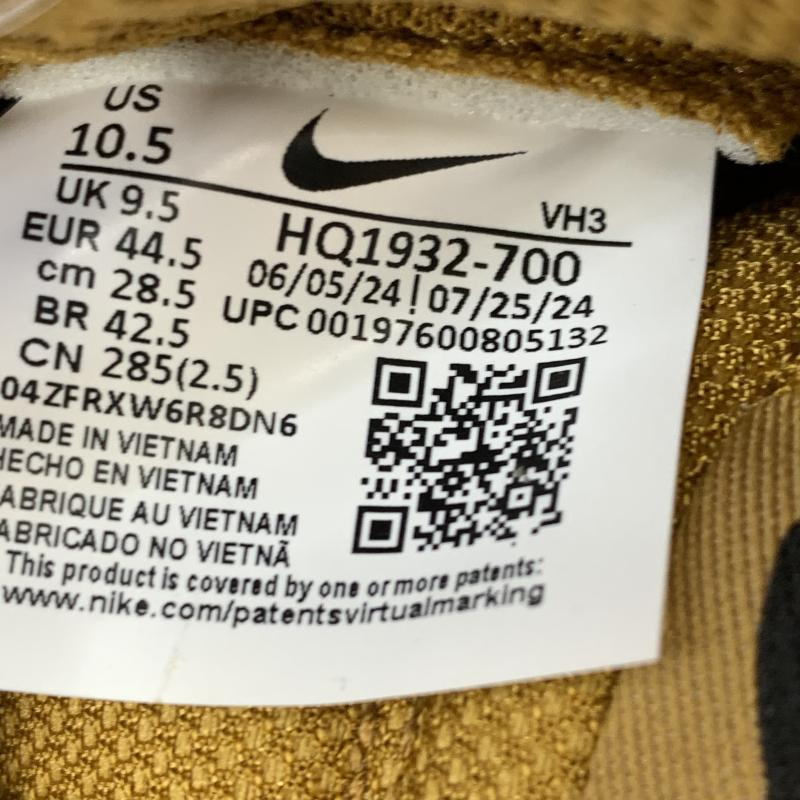 US
10.5
UK 9.5
EUR 44.5
cm 28.5
BR 42.5
CN 285(2.5)
VH3
HQ1932-700
06/05/24 | 07/25/24
UPC 00197600805132
04ZFRXW6R8DN6
MADE IN VIETNAM
HECHO EN VIETNAM
FABRIQUE AU VIETNAM
FABRICADO NO VIETNÃ
This product is covered by one or more patents:
www.nike.com/patentsvirtualmarking